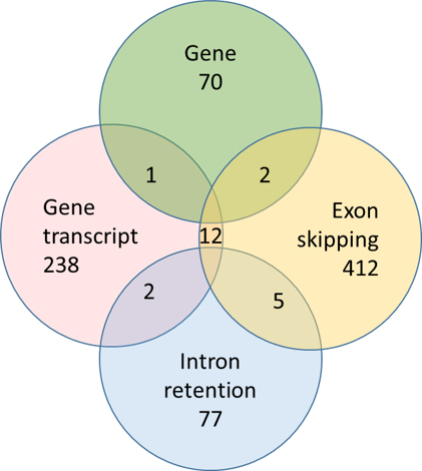 Gene
70
1
2
Gene
transcript
238
12
Exon
skipping
412
2
5
Intron
retention
77